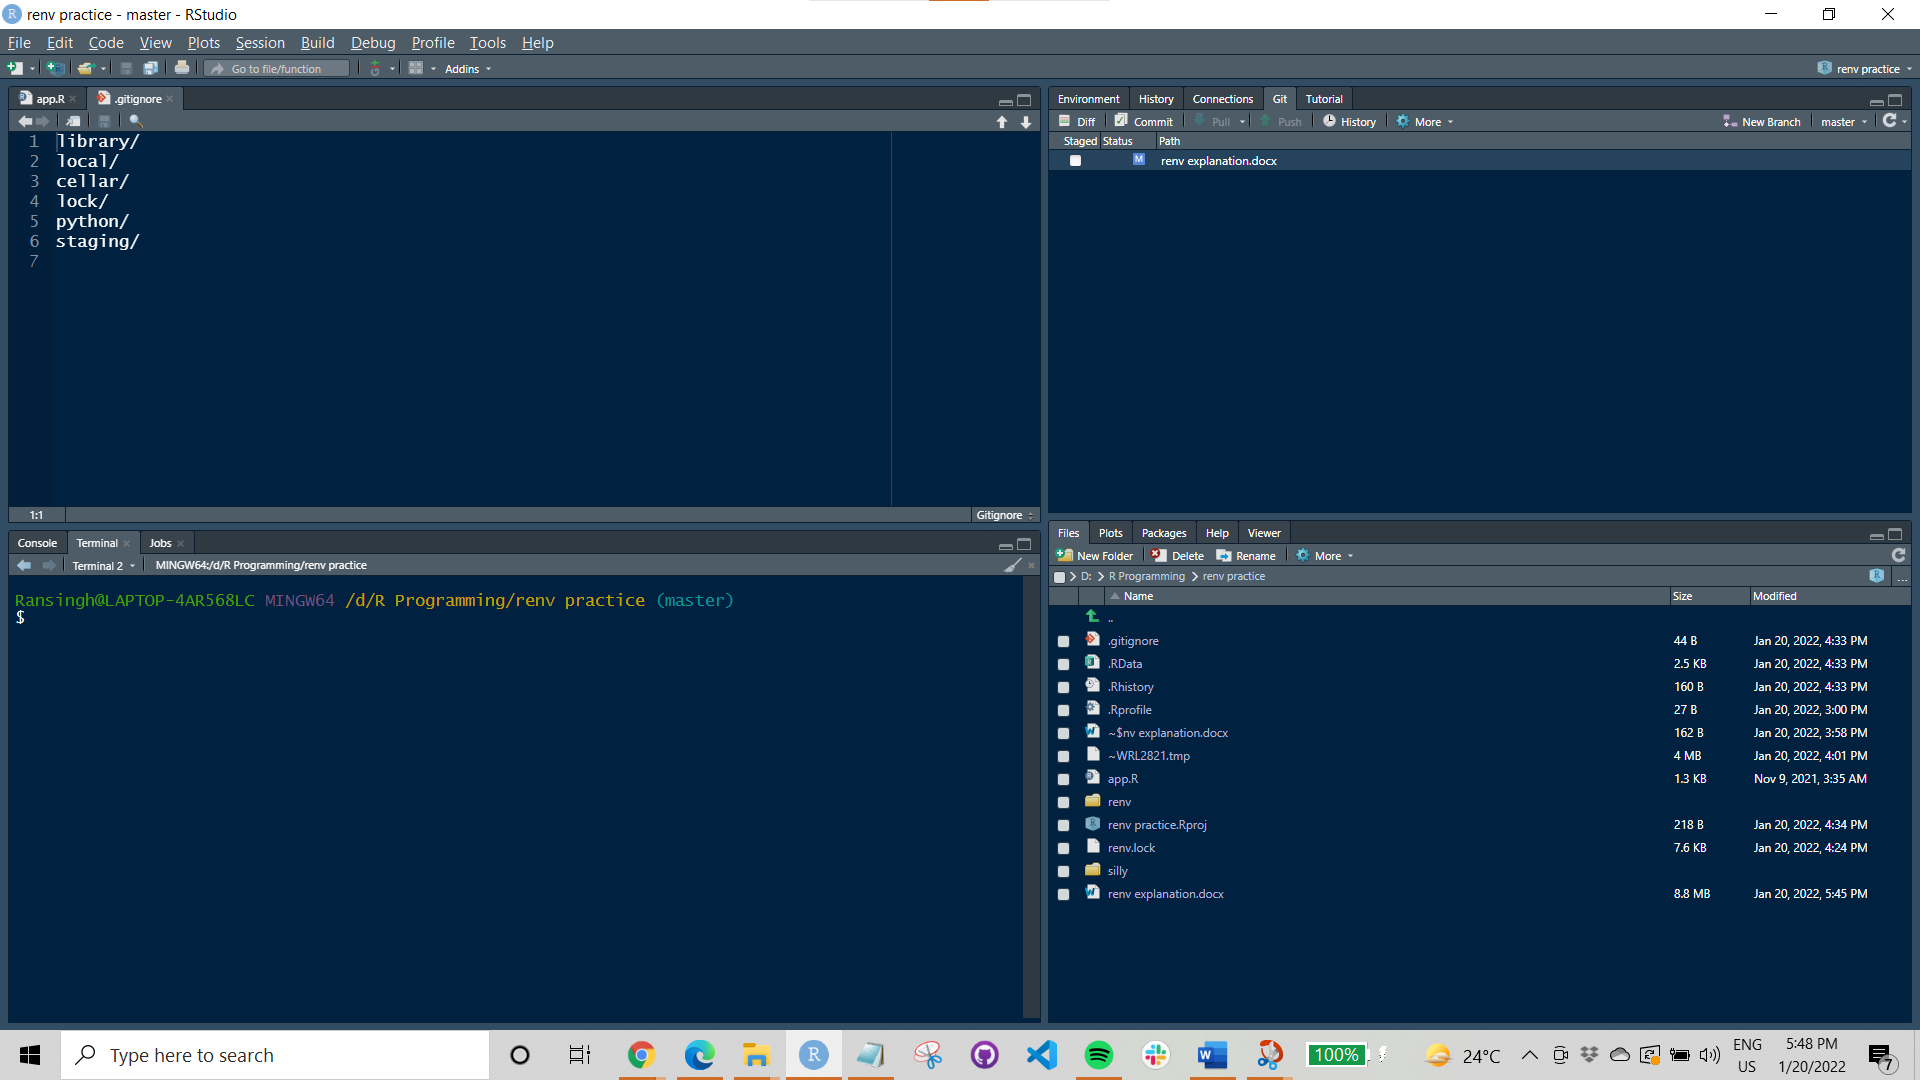 renv practice - master - RStudio
File Edit Code View Plots Session Build Debug Profile Tools Help
Go to file/function Addins renv practice
app.R .gitignore
1 library/
2 local/
3 cellar/
4 lock/
5 python/
6 staging/
7
1:1 Gitignore
Console Terminal Jobs
Terminal 2 MINGW64:/d/R Programming/renv practice
Ransingh@LAPTOP-4AR568LC MINGW64 /d/R Programming/renv practice (master)
$
Environment History Connections Git Tutorial
Diff Commit Pull Push History More New Branch master
Staged Status Path
M renv explanation.docx
Files Plots Packages Help Viewer
New Folder Delete Rename More
D: R Programming renv practice ...
Name Size Modified
..
.gitignore 44 B Jan 20, 2022, 4:33 PM
.RData 2.5 KB Jan 20, 2022, 4:33 PM
.Rhistory 160 B Jan 20, 2022, 4:33 PM
.Rprofile 27 B Jan 20, 2022, 3:00 PM
~$nv explanation.docx 162 B Jan 20, 2022, 3:58 PM
~WRL2821.tmp 4 MB Jan 20, 2022, 4:01 PM
app.R 1.3 KB Nov 9, 2021, 3:35 AM
renv
renv practice.Rproj 218 B Jan 20, 2022, 4:34 PM
renv.lock 7.6 KB Jan 20, 2022, 4:24 PM
silly
renv explanation.docx 8.8 MB Jan 20, 2022, 5:45 PM
Type here to search 100% 24°C ENG US 5:48 PM 1/20/2022 7